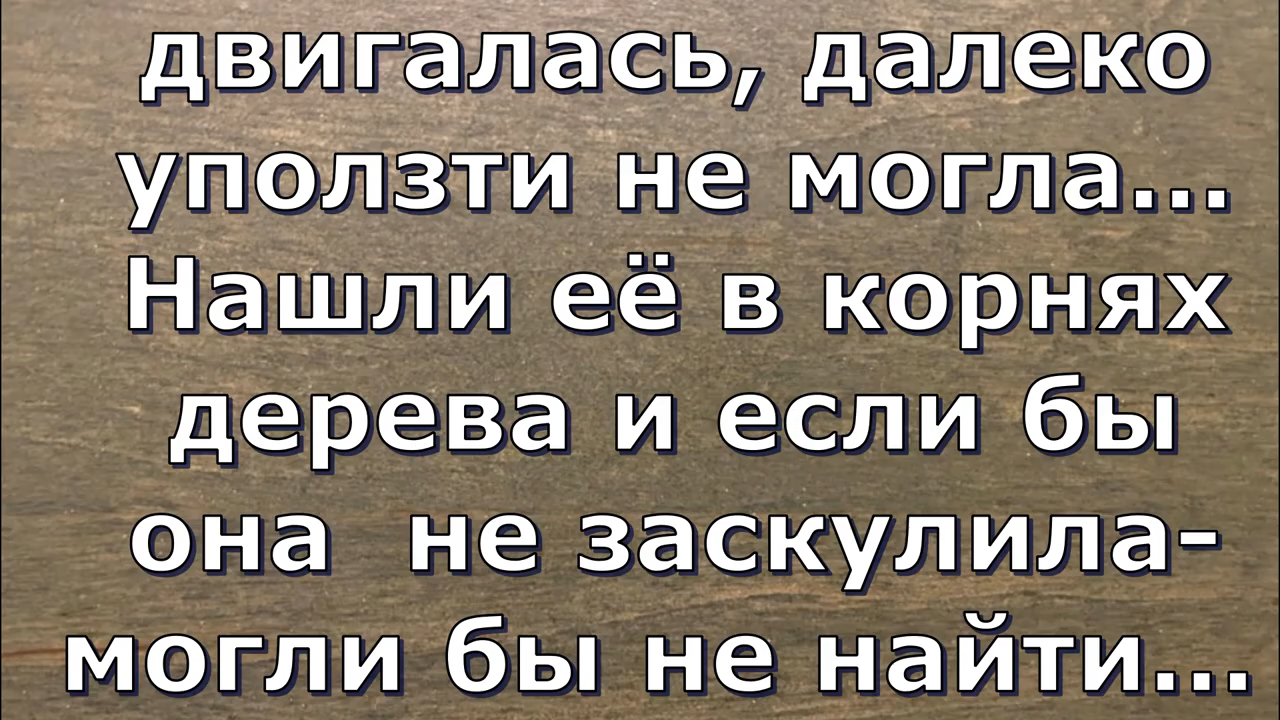 двигалась, далеко
уползти не могла...
Нашли её в корнях
дерева и если бы
она  не заскулила-
могли бы не найти...